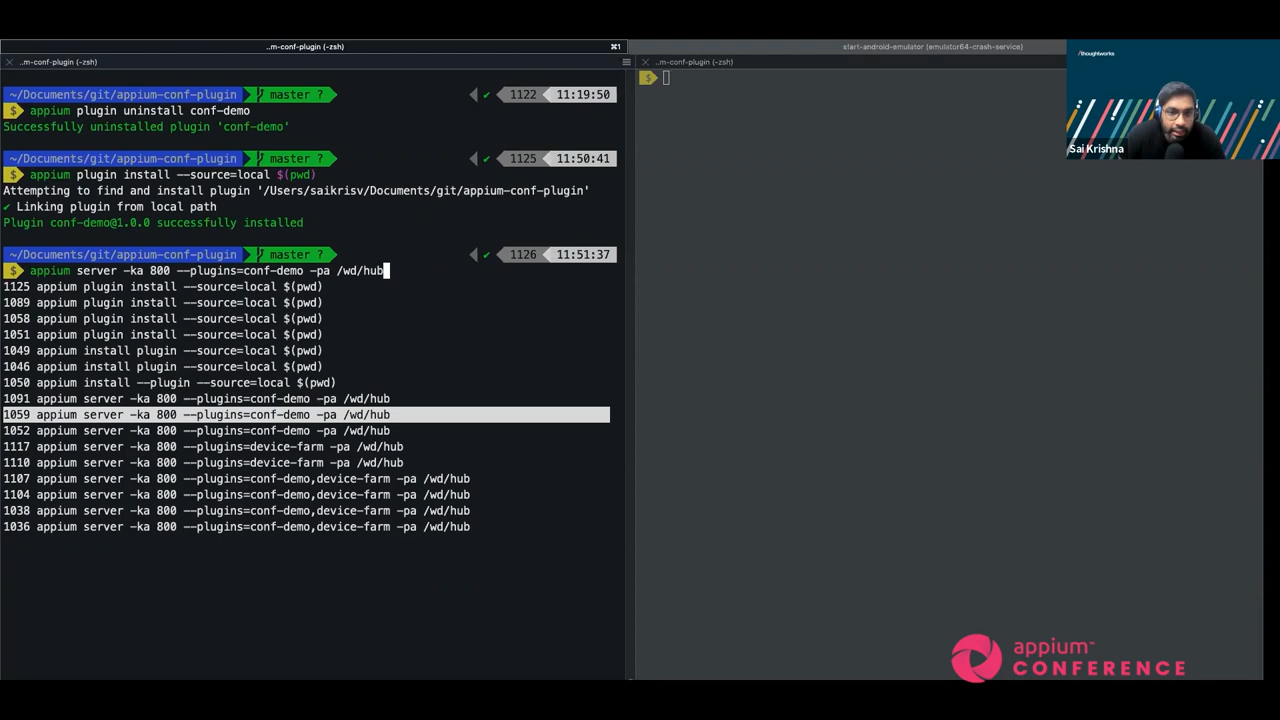 ..m-conf-plugin (-zsh)
⌘1
start-android-emulator (emulator64-crash-service)
..m-conf-plugin (-zsh)
..m-conf-plugin (-zsh)
/thoughtworks
Sai Krishna
~/Documents/git/appium-conf-plugin master ? ✔ 1122 11:19:50
$ appium plugin uninstall conf-demo
Successfully uninstalled plugin 'conf-demo'
~/Documents/git/appium-conf-plugin master ? ✔ 1125 11:50:41
$ appium plugin install --source=local $(pwd)
Attempting to find and install plugin '/Users/saikrisv/Documents/git/appium-conf-plugin'
✔ Linking plugin from local path
Plugin conf-demo@1.0.0 successfully installed
~/Documents/git/appium-conf-plugin master ? ✔ 1126 11:51:37
$ appium server -ka 800 --plugins=conf-demo -pa /wd/hub
1125 appium plugin install --source=local $(pwd)
1089 appium plugin install --source=local $(pwd)
1058 appium plugin install --source=local $(pwd)
1051 appium plugin install --source=local $(pwd)
1049 appium install plugin --source=local $(pwd)
1046 appium install plugin --source=local $(pwd)
1050 appium install --plugin --source=local $(pwd)
1091 appium server -ka 800 --plugins=conf-demo -pa /wd/hub
1059 appium server -ka 800 --plugins=conf-demo -pa /wd/hub
1052 appium server -ka 800 --plugins=conf-demo -pa /wd/hub
1117 appium server -ka 800 --plugins=device-farm -pa /wd/hub
1110 appium server -ka 800 --plugins=device-farm -pa /wd/hub
1107 appium server -ka 800 --plugins=conf-demo,device-farm -pa /wd/hub
1104 appium server -ka 800 --plugins=conf-demo,device-farm -pa /wd/hub
1038 appium server -ka 800 --plugins=conf-demo,device-farm -pa /wd/hub
1036 appium server -ka 800 --plugins=conf-demo,device-farm -pa /wd/hub
$
appium™
CONFERENCE